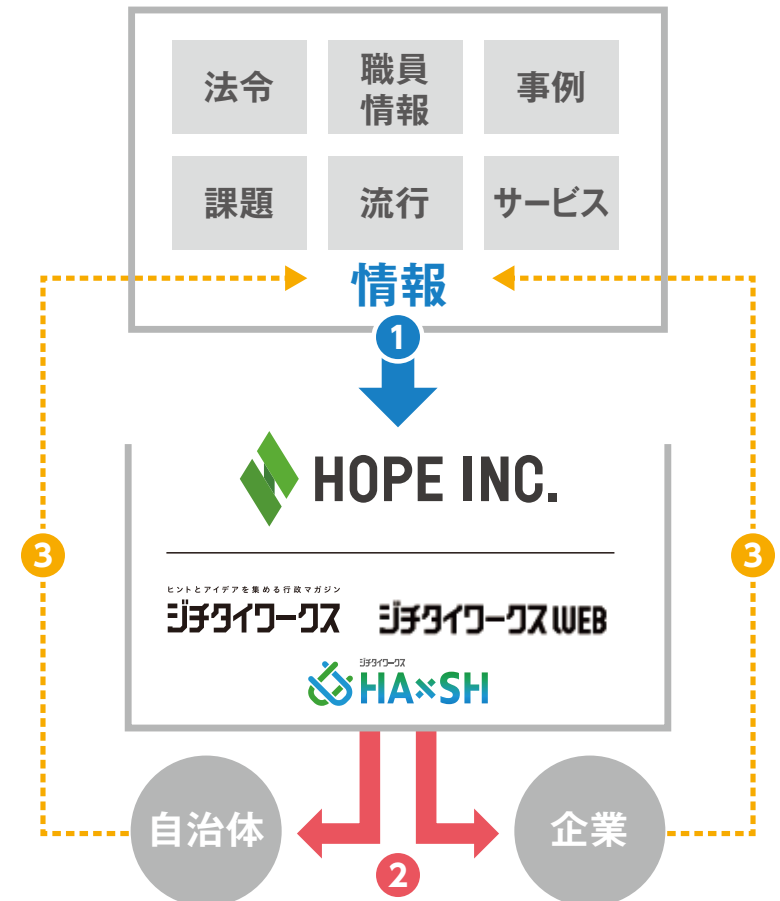 法令
職員
情報
事例
課題
流行
サービス
情報
1
HOPE INC.
3
3
ヒントとアイデアを集める行政マガジン
ジチタイワークス
ジチタイワークス WEB
ジチタイワークス
HA×SH
自治体
企業
2